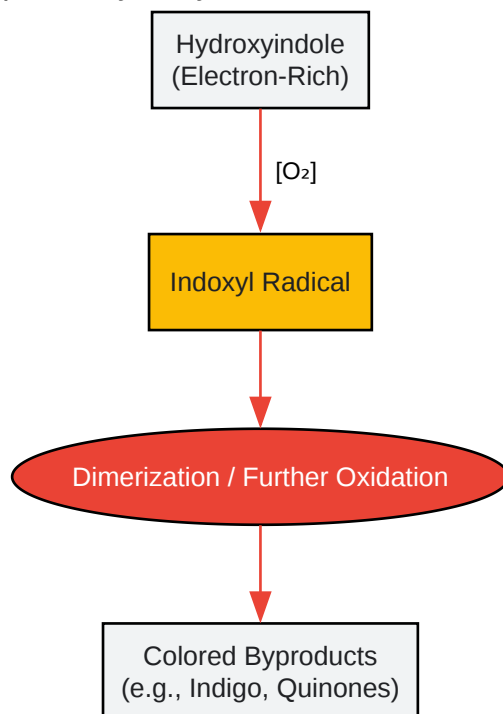 Hydroxyindole
(Electron-Rich)
[O₂]
Indoxyl Radical
Dimerization / Further Oxidation
Colored Byproducts
(e.g., Indigo, Quinones)